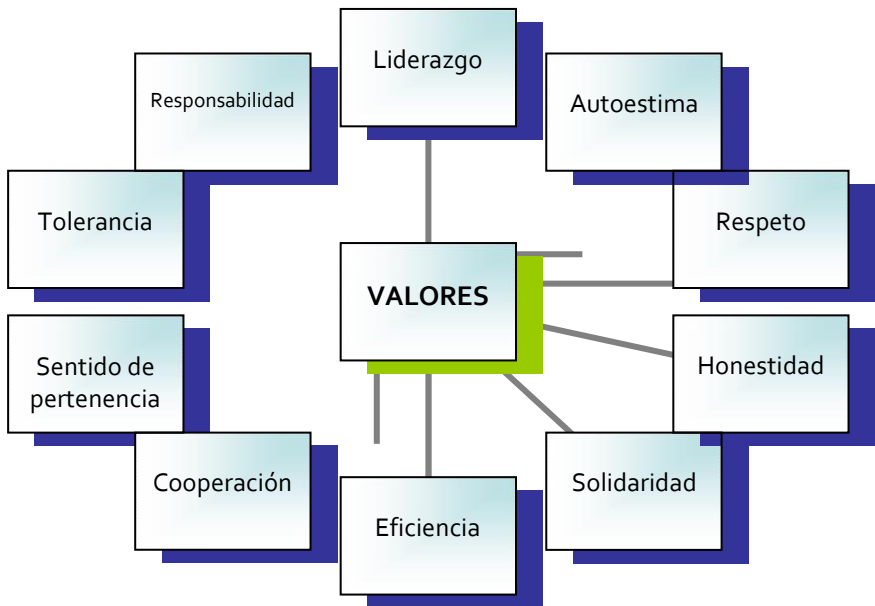 Liderazgo
Responsabilidad
Autoestima
Tolerancia
Respeto
VALORES
Sentido de
pertenencia
Honestidad
Cooperación
Solidaridad
Eficiencia